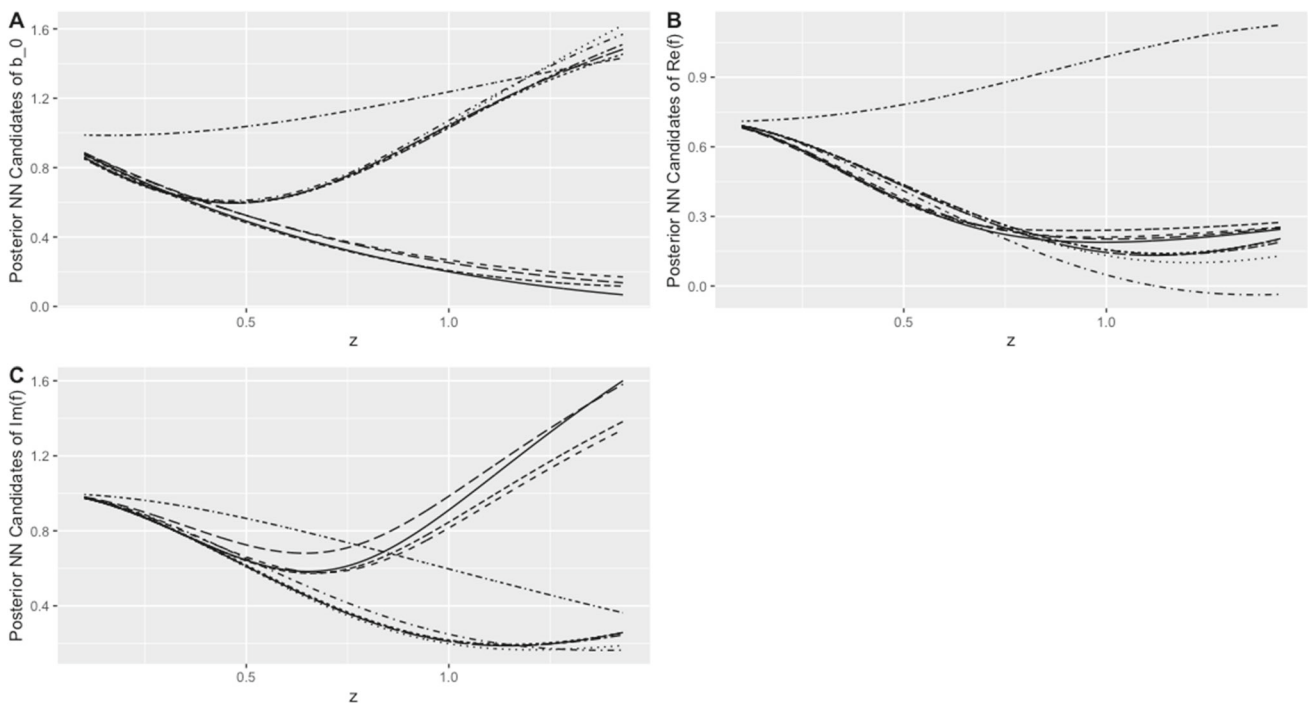 A
Posterior NN Candidates of b_0
1.6
1.2
0.8
0.4
0.0
0.5
1.0
z
B
Posterior NN Candidates of Re(f)
0.9
0.6
0.3
0.0
0.5
1.0
z
C
Posterior NN Candidates of Im(f)
1.6
1.2
0.8
0.4
0.5
1.0
z